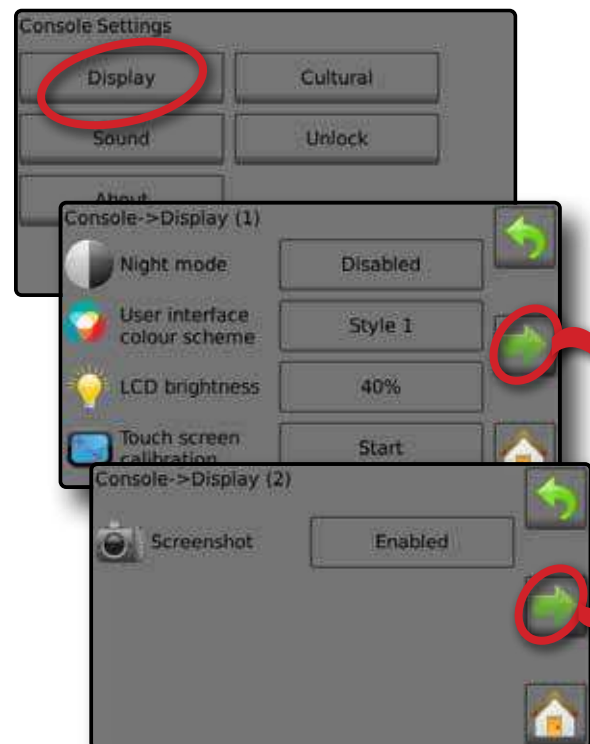 Console Settings
Display
Cultural
Sound
Unlock
About
Console->Display (1)
Night mode
Disabled
User interface
colour scheme
Style 1
LCD brightness
40%
Touch screen
calibration
Start
Console->Display (2)
Screenshot
Enabled